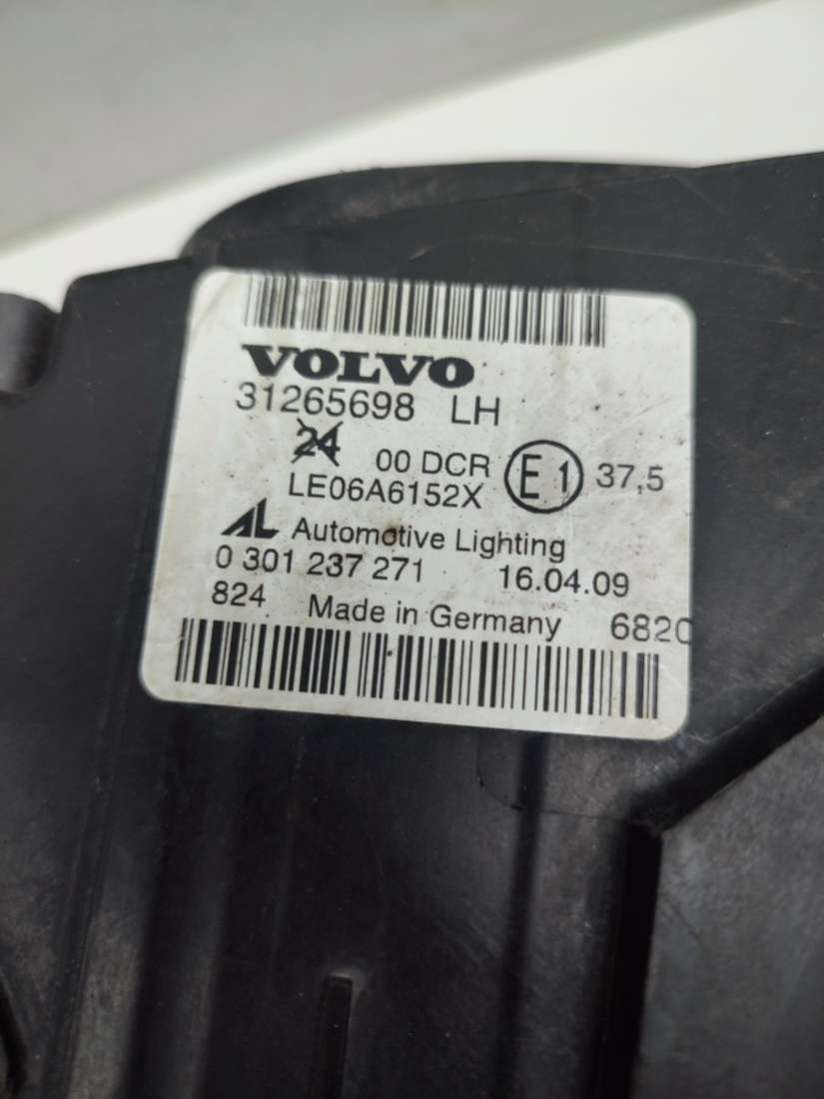 VOLVO
31265698 LH
24 00 DCR E1 37,5
LE06A6152X
AL Automotive Lighting
0 301 237 271 16.04.09
824 Made in Germany 6820